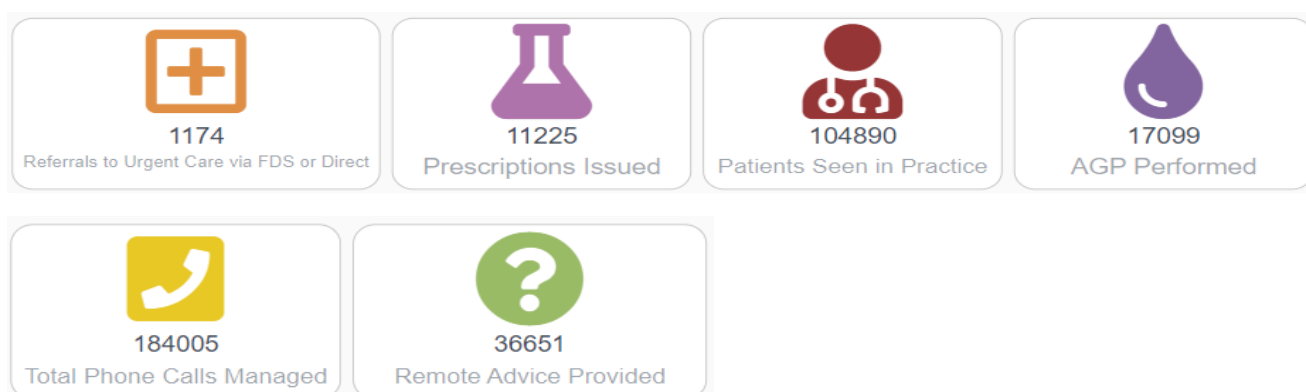 1174
Referrals to Urgent Care via FDS or Direct
11225
Prescriptions Issued
104890
Patients Seen in Practice
17099
AGP Performed
184005
Total Phone Calls Managed
36651
Remote Advice Provided